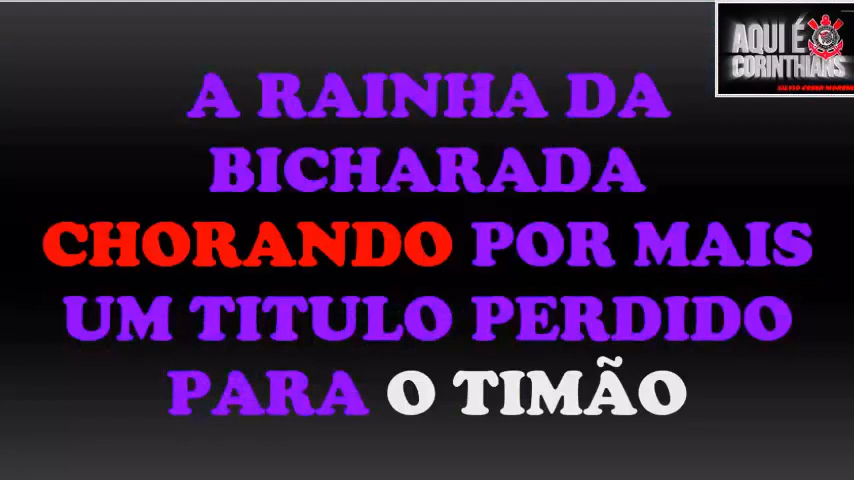 AQUI É
CORINTHIANS
A RAINHA DA
BICHARADA
CHORANDO POR MAIS
UM TITULO PERDIDO
PARA O TIMÃO